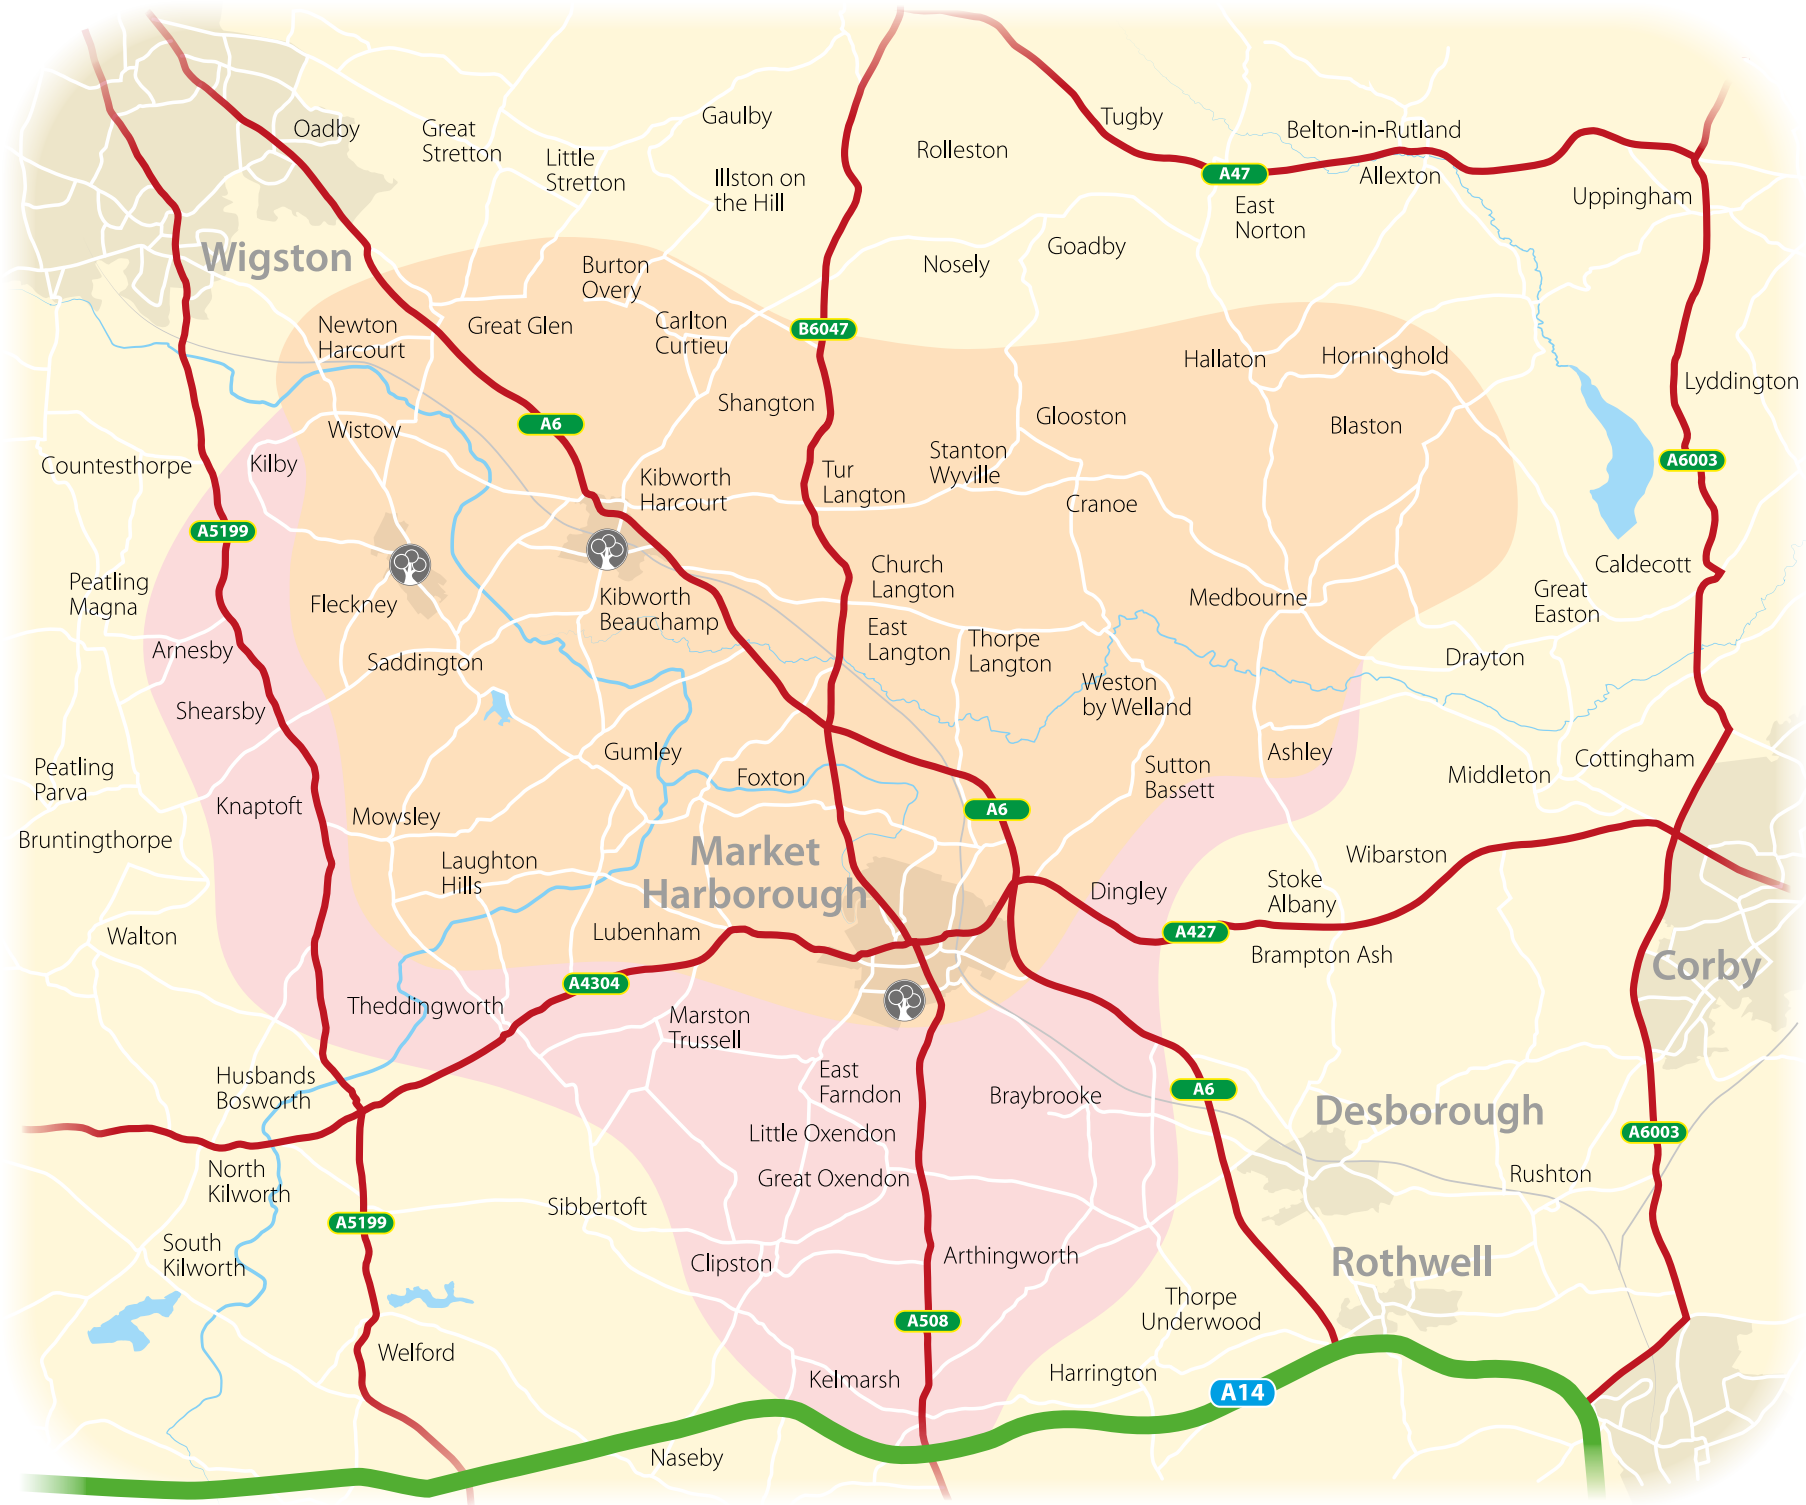 Oadby
Great
Stretton
Little
Stretton
Gaulby
Illston on
the Hill
Rolleston
Tugby
Belton-in-Rutland
A47
Allexton
Uppingham
East
Norton
Goadby
Nosely
Wigston
Burton
Overy
Newton
Harcourt
Great Glen
Carlton
Curtieu
B6047
Hallaton
Horninghold
Lyddington
Shangton
Glooston
Blaston
A6
Wistow
Countesthorpe
Kilby
Kibworth
Harcourt
Tur
Langton
Stanton
Wyville
Cranoe
A6003
A5199
Peatling
Magna
Fleckney
Kibworth
Beauchamp
Church
Langton
Medbourne
Caldecott
Great
Easton
Arnesby
Saddington
East
Langton
Thorpe
Langton
Drayton
Shearsby
Weston
by Welland
Gumley
Foxton
Sutton
Bassett
Ashley
Middleton
Cottingham
Peatling
Parva
Knaptoft
Mowsley
A6
Bruntingthorpe
Laughton
Hills
Market
Harborough
Dingley
Stoke
Albany
Wibarston
Walton
Lubenham
A427
Brampton Ash
Corby
A4304
Theddingworth
Marston
Trussell
Husbands
Bosworth
East
Farndon
Braybrooke
A6
Desborough
A6003
Little Oxendon
North
Kilworth
Great Oxendon
Rushton
A5199
Sibbertoft
South
Kilworth
Clipston
Arthingworth
Rothwell
Thorpe
Underwood
A508
Welford
Kelmarsh
Harrington
A14
Naseby